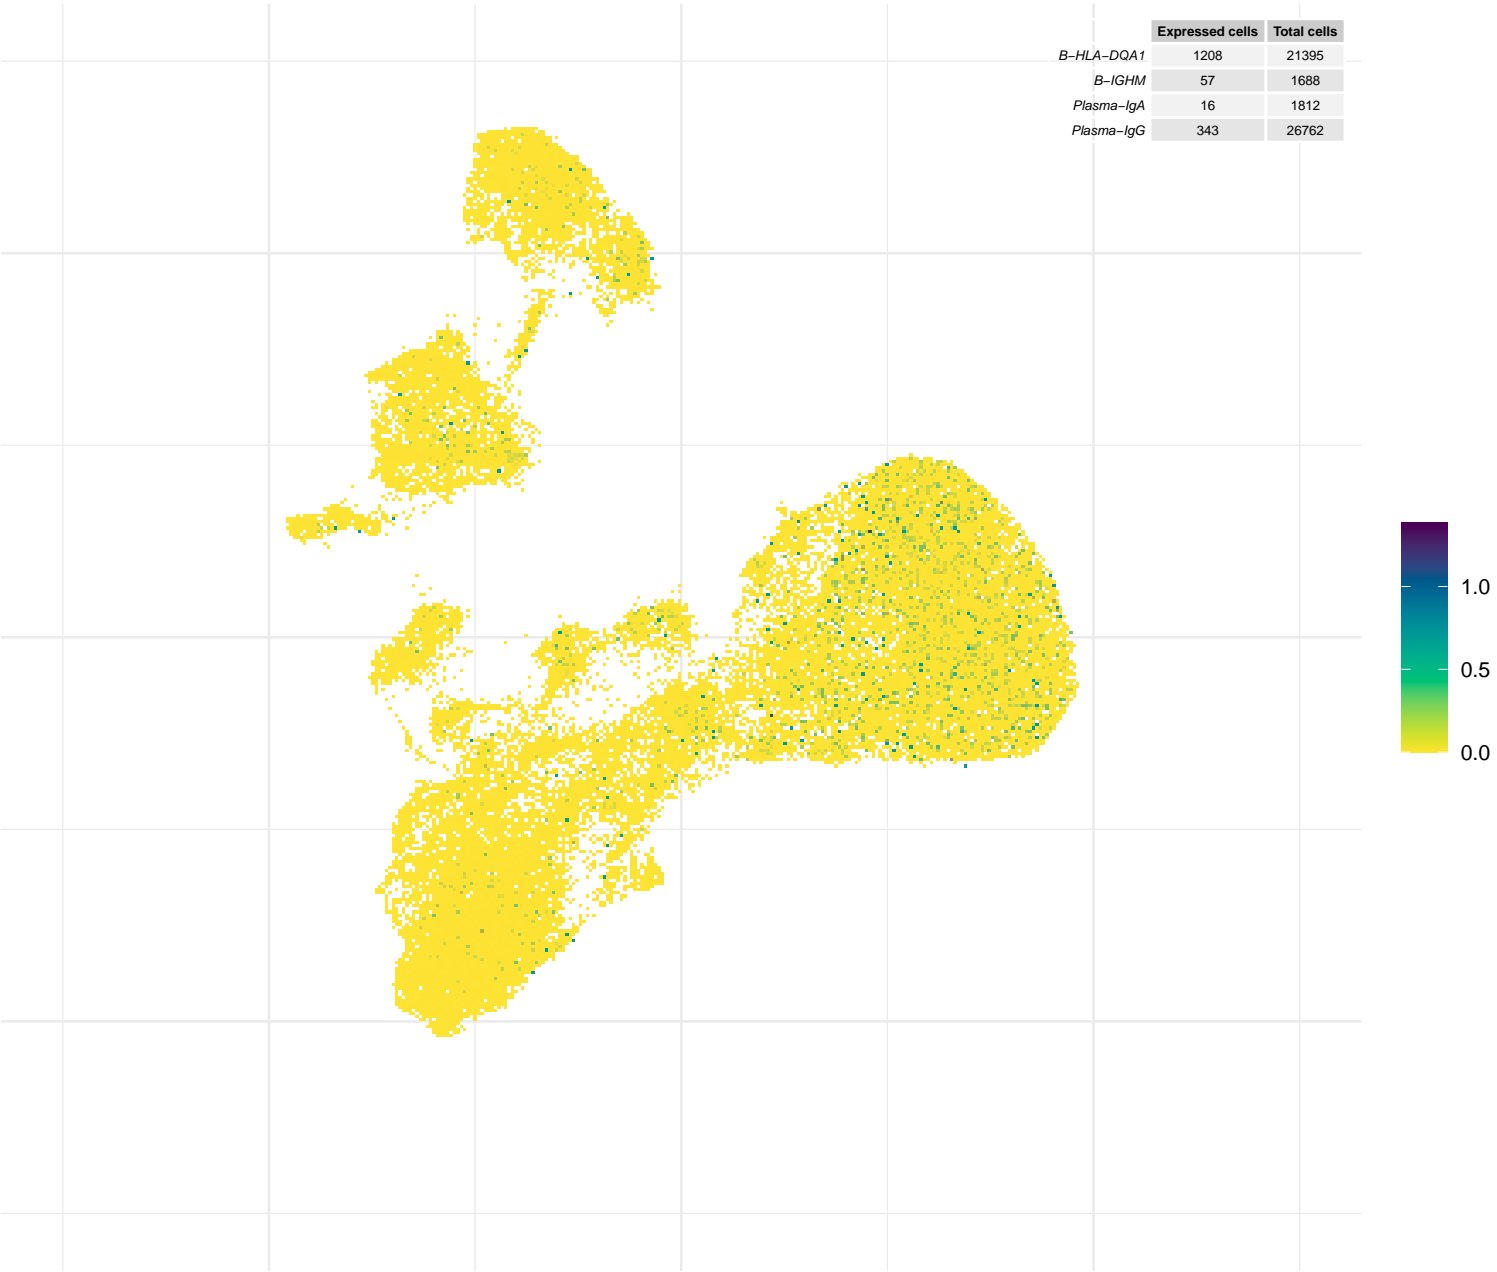 Expressed cells Total cells
B-HLA-DQA1 1208 21395
B-IGHM 57 1688
Plasma-IgA 16 1812
Plasma-IgG 343 26762
1.0
0.5
0.0